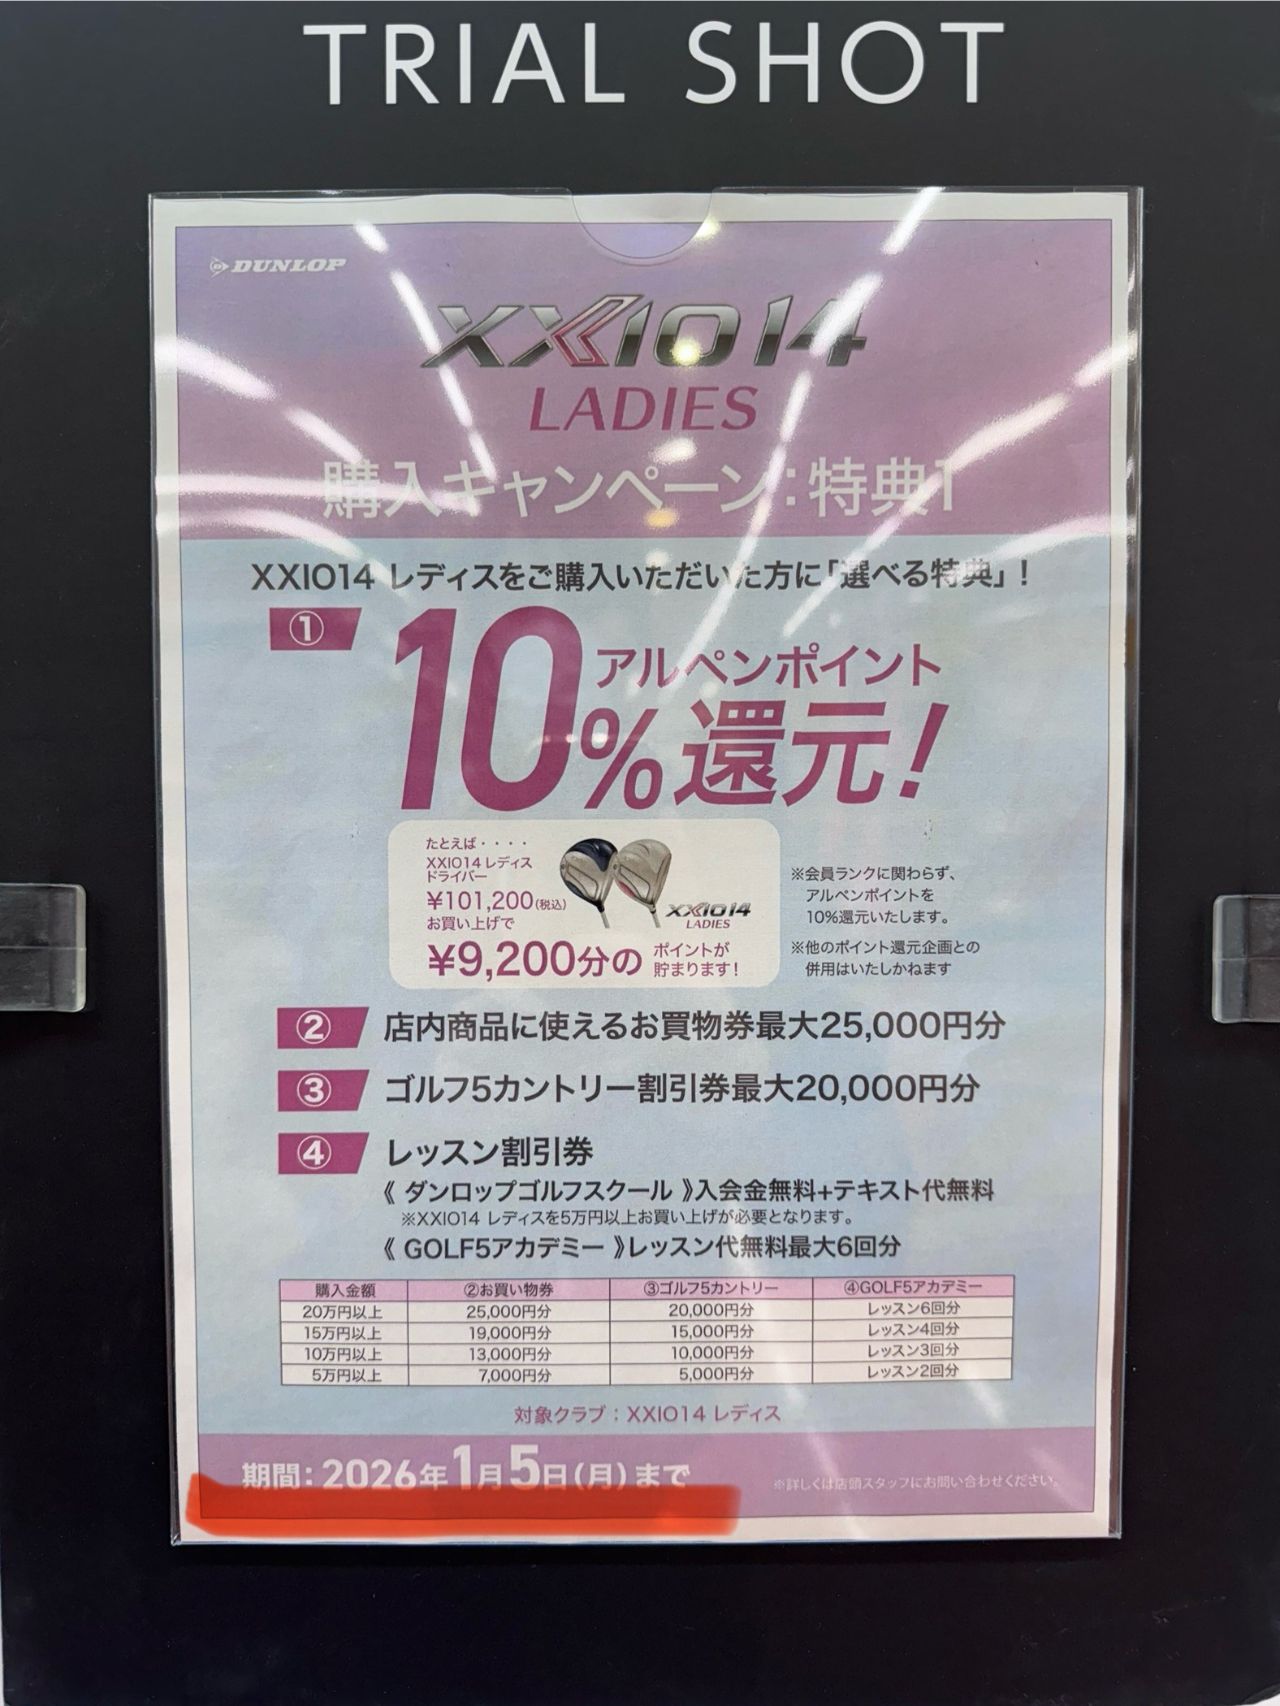 TRIAL SHOT
DUNLOP
XXIO 14
LADIES
購入キャンペーン:特典1
XXIO14 レディスをご購入いただいた方に「選べる特典」!
① 10%
アルペンポイント
還元!
たとえば・・・・
XXIO14 レディス
ドライバー
¥101,200(税込)
お買い上げで
¥9,200分の ポイントが
貯まります!
XXIO 14
LADIES
※会員ランクに関わらず、
アルペンポイントを
10%還元いたします。
※他のポイント還元企画との
併用はいたしかねます
② 店内商品に使えるお買物券最大25,000円分
③ ゴルフ5カントリー割引券最大20,000円分
④ レッスン割引券
《 ダンロップゴルフスクール 》入会金無料+テキスト代無料
※XXIO14 レディスを5万円以上お買い上げが必要となります。
《 GOLF5アカデミー 》レッスン代無料最大6回分
購入金額 ②お買い物券 ③ゴルフ5カントリー ④GOLF5アカデミー
20万円以上 25,000円分 20,000円分 レッスン6回分
15万円以上 19,000円分 15,000円分 レッスン4回分
10万円以上 13,000円分 10,000円分 レッスン3回分
5万円以上 7,000円分 5,000円分 レッスン2回分
対象クラブ:XXIO14 レディス
期間:2026年1月5日(月)まで
※詳しくは店頭スタッフにお問い合わせください。